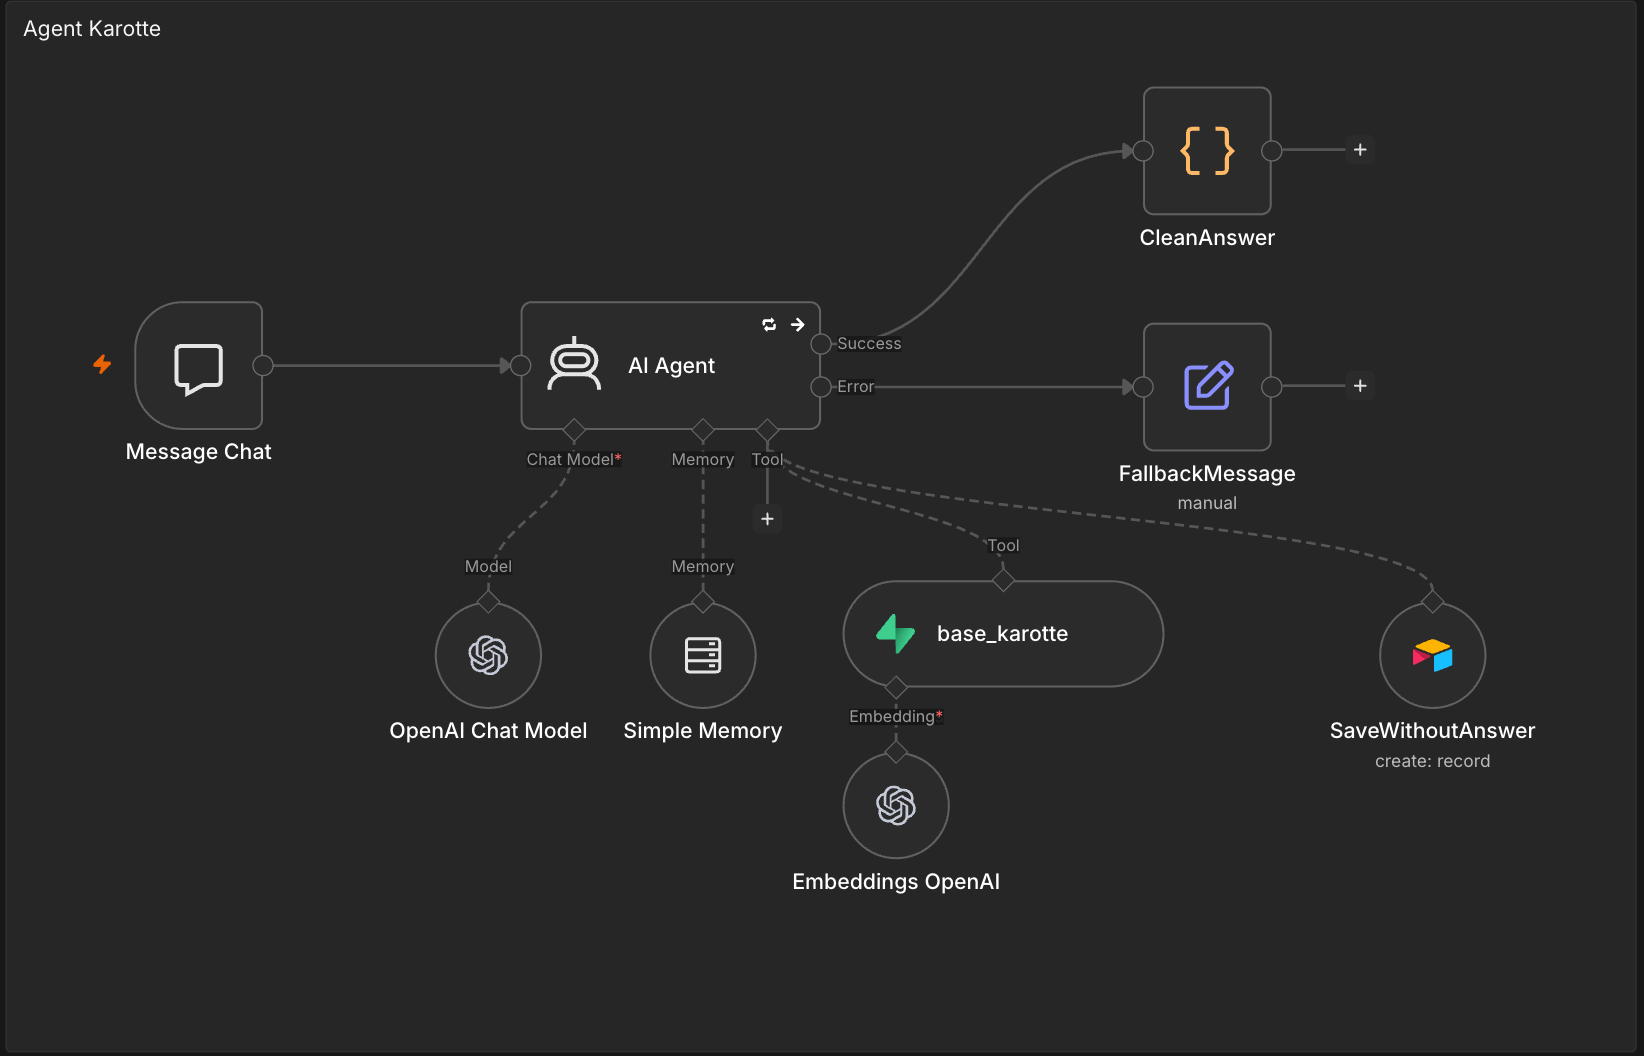 Agent Karotte
CleanAnswer
Success
AI Agent
Error
Message Chat
Chat Model*
Memory
Tool
FallbackMessage
manual
Tool
Model
Memory
base_karotte
OpenAI Chat Model
Simple Memory
Embedding*
SaveWithoutAnswer
create: record
Embeddings OpenAI